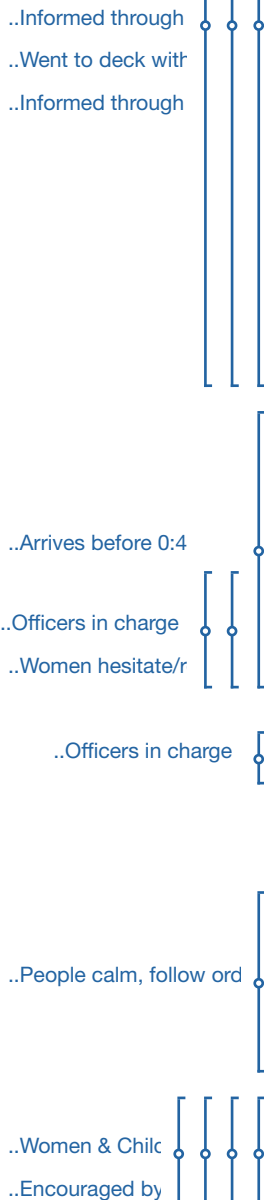 ..Informed through
..Went to deck with
..Informed through
..Arrives before 0:4
..Officers in charge
..Women hesitate/r
..Officers in charge
..People calm, follow ord
..Women & Chilc
..Encouraged by